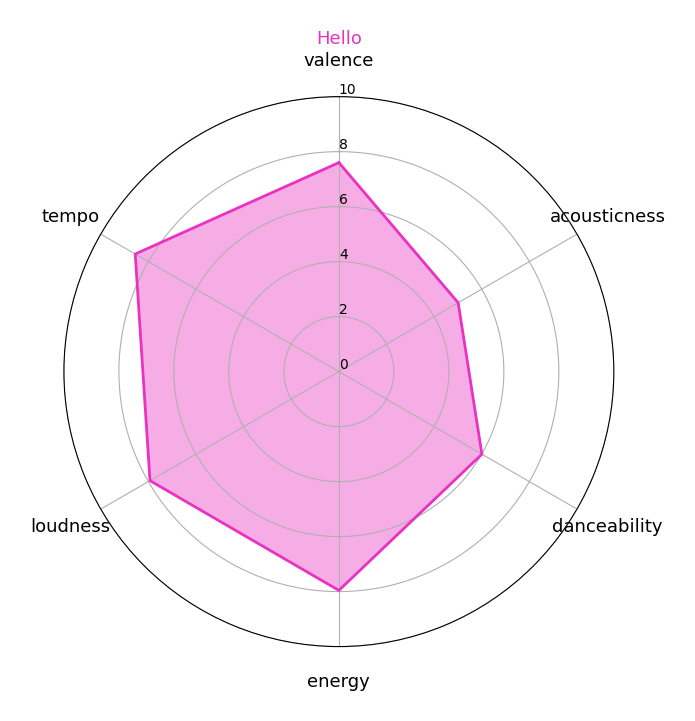 Hello
valence
10
8
tempo
acousticness
6
4
2
0
loudness
danceability
energy